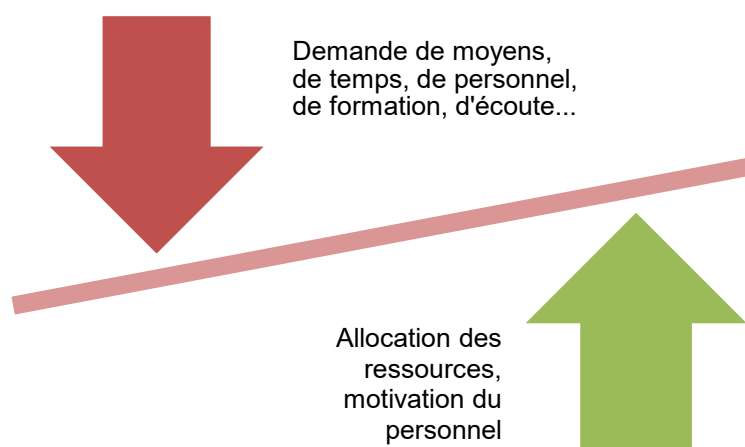 Demande de moyens,
de temps, de personnel,
de formation, d'écoute...
Allocation des
ressources,
motivation du
personnel